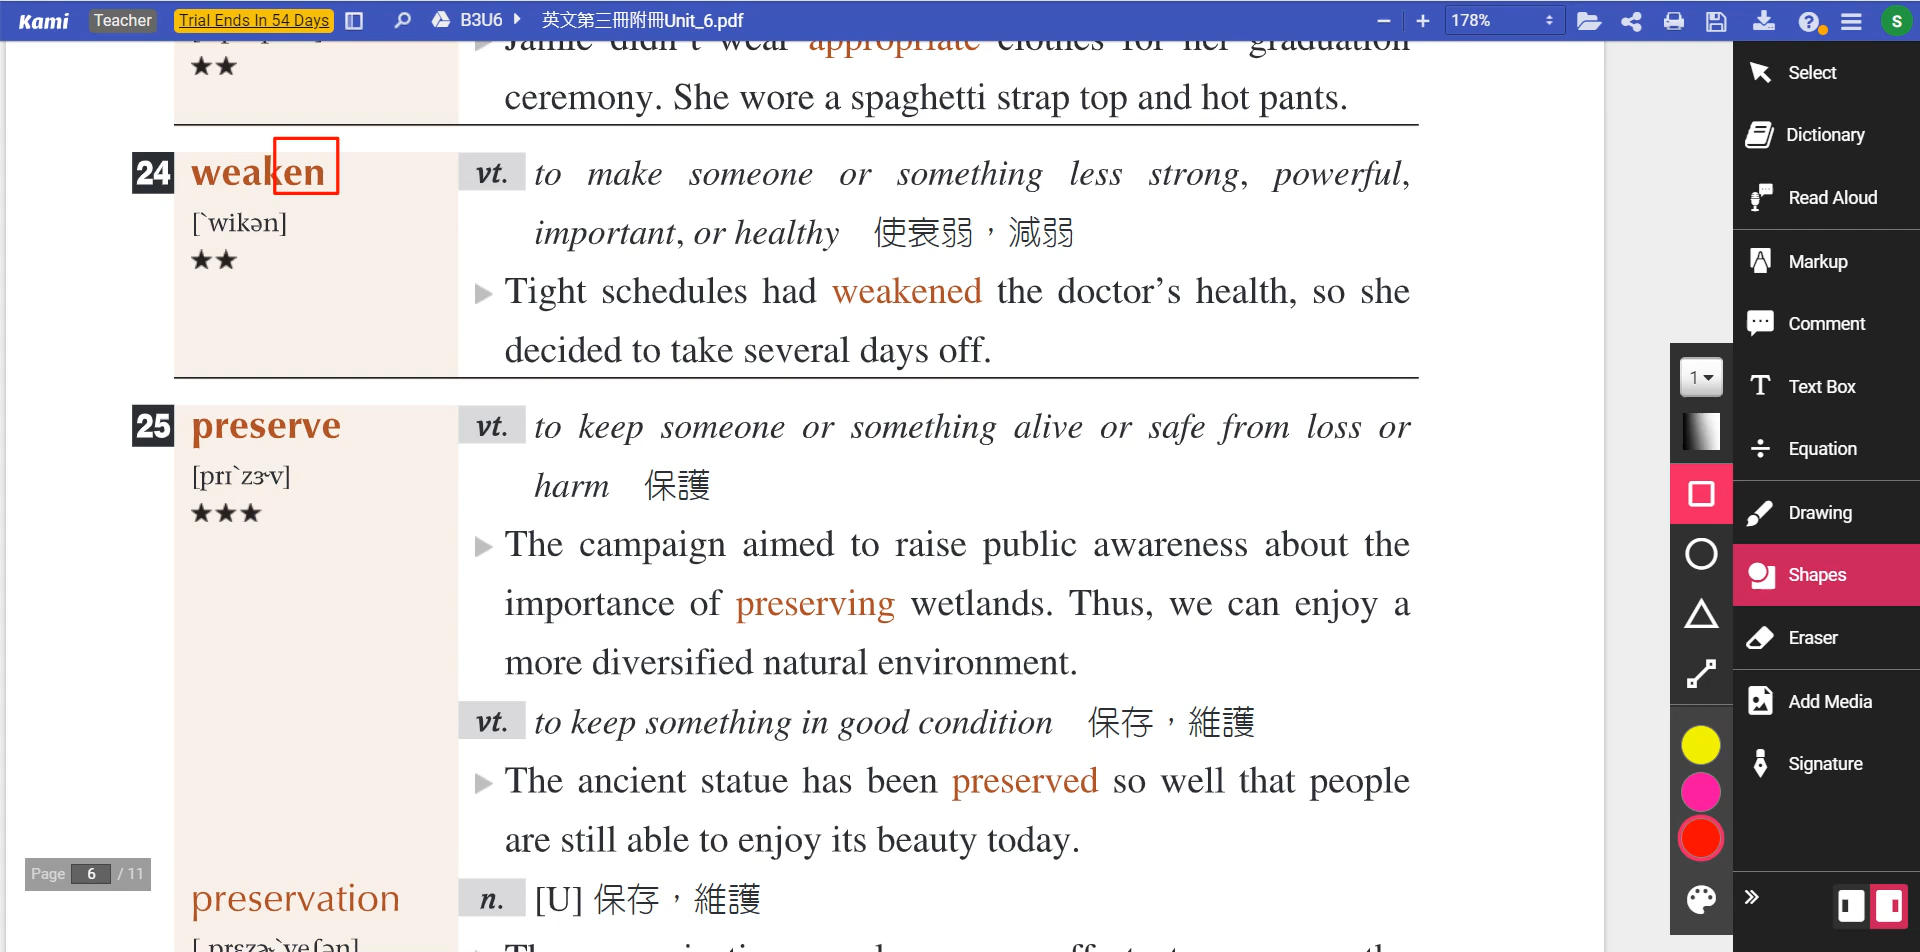 Kami Teacher Trial Ends In 54 Days B3U6 英文第三冊附冊Unit_6.pdf 178% S
Jamie didn't wear appropriate clothes for her graduation
★★
ceremony. She wore a spaghetti strap top and hot pants.
24 weaken vt. to make someone or something less strong, powerful,
[ˋwikən] important, or healthy 使衰弱，減弱
★★
Tight schedules had weakened the doctor's health, so she
decided to take several days off.
25 preserve vt. to keep someone or something alive or safe from loss or
[prɪˋzɝv] harm 保護
★★★
The campaign aimed to raise public awareness about the
importance of preserving wetlands. Thus, we can enjoy a
more diversified natural environment.
vt. to keep something in good condition 保存，維護
The ancient statue has been preserved so well that people
are still able to enjoy its beauty today.
preservation n. [U] 保存，維護
Page 6 / 11
1
Select
Dictionary
Read Aloud
Markup
Comment
Text Box
Equation
Drawing
Shapes
Eraser
Add Media
Signature